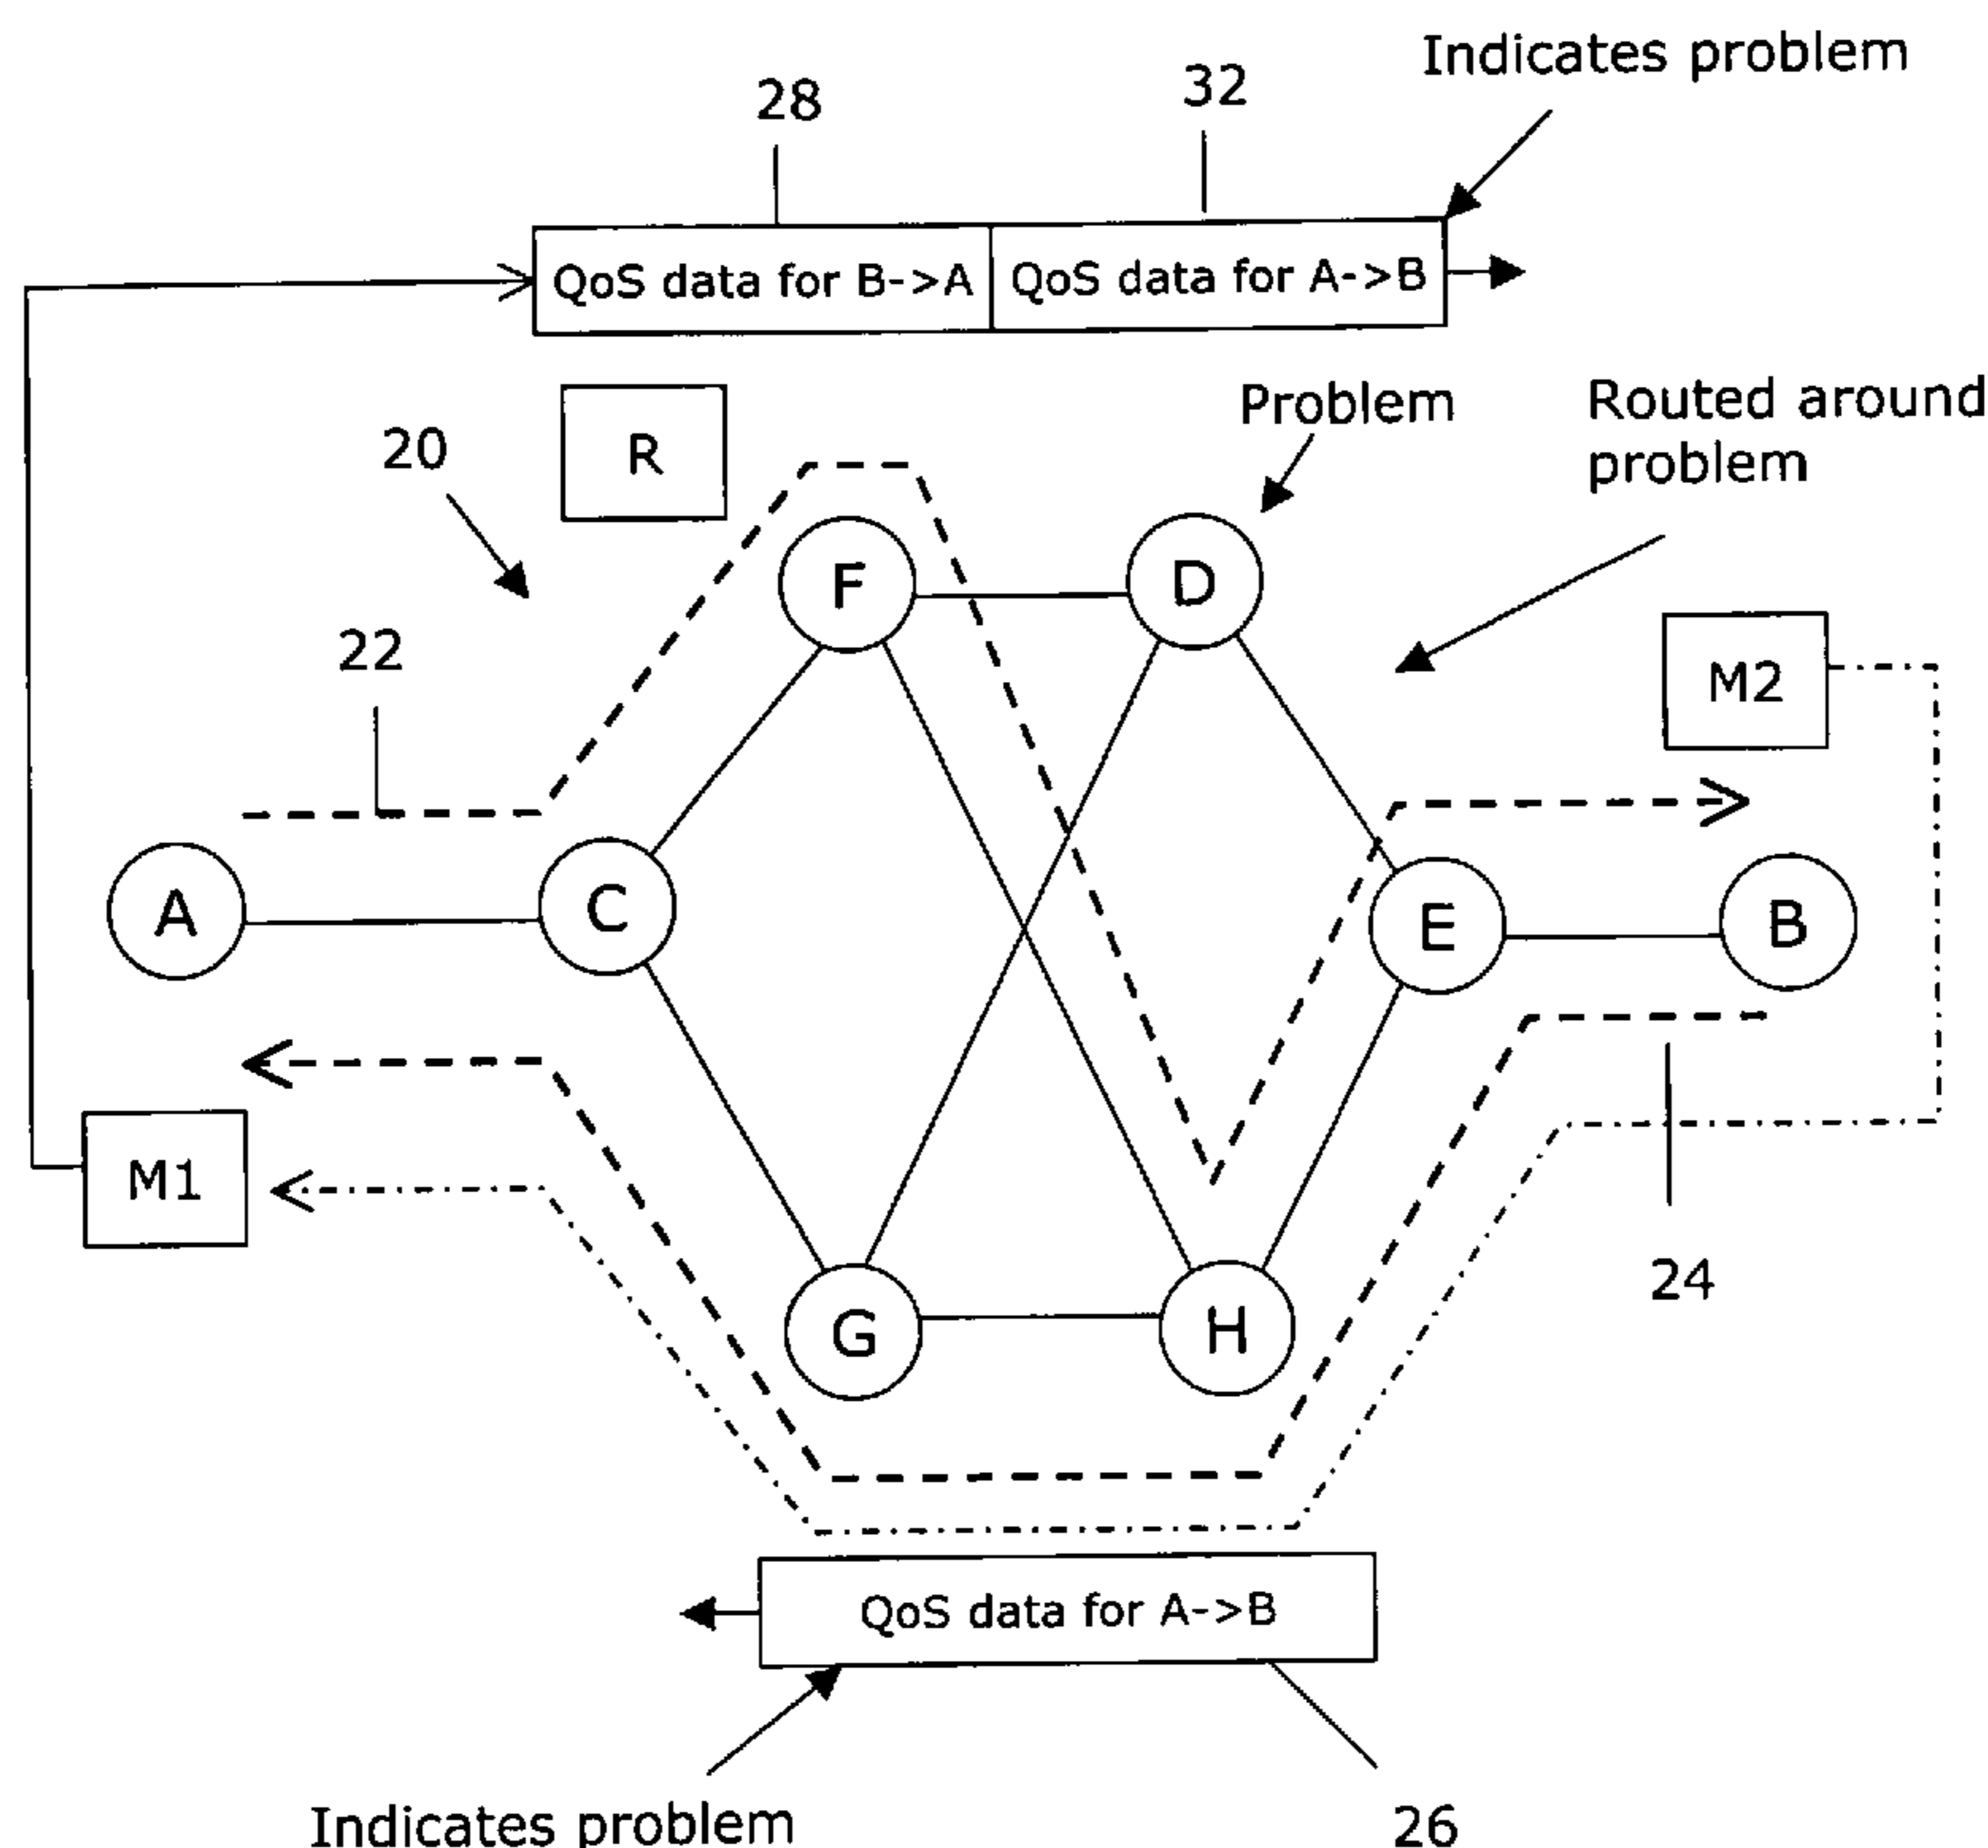 Indicates problem
28
32
QoS data for B->A
QoS data for A->B
R
Problem
Routed around
problem
20
F
D
22
M2
A
C
E
B
M1
24
G
H
QoS data for A->B
Indicates problem
26